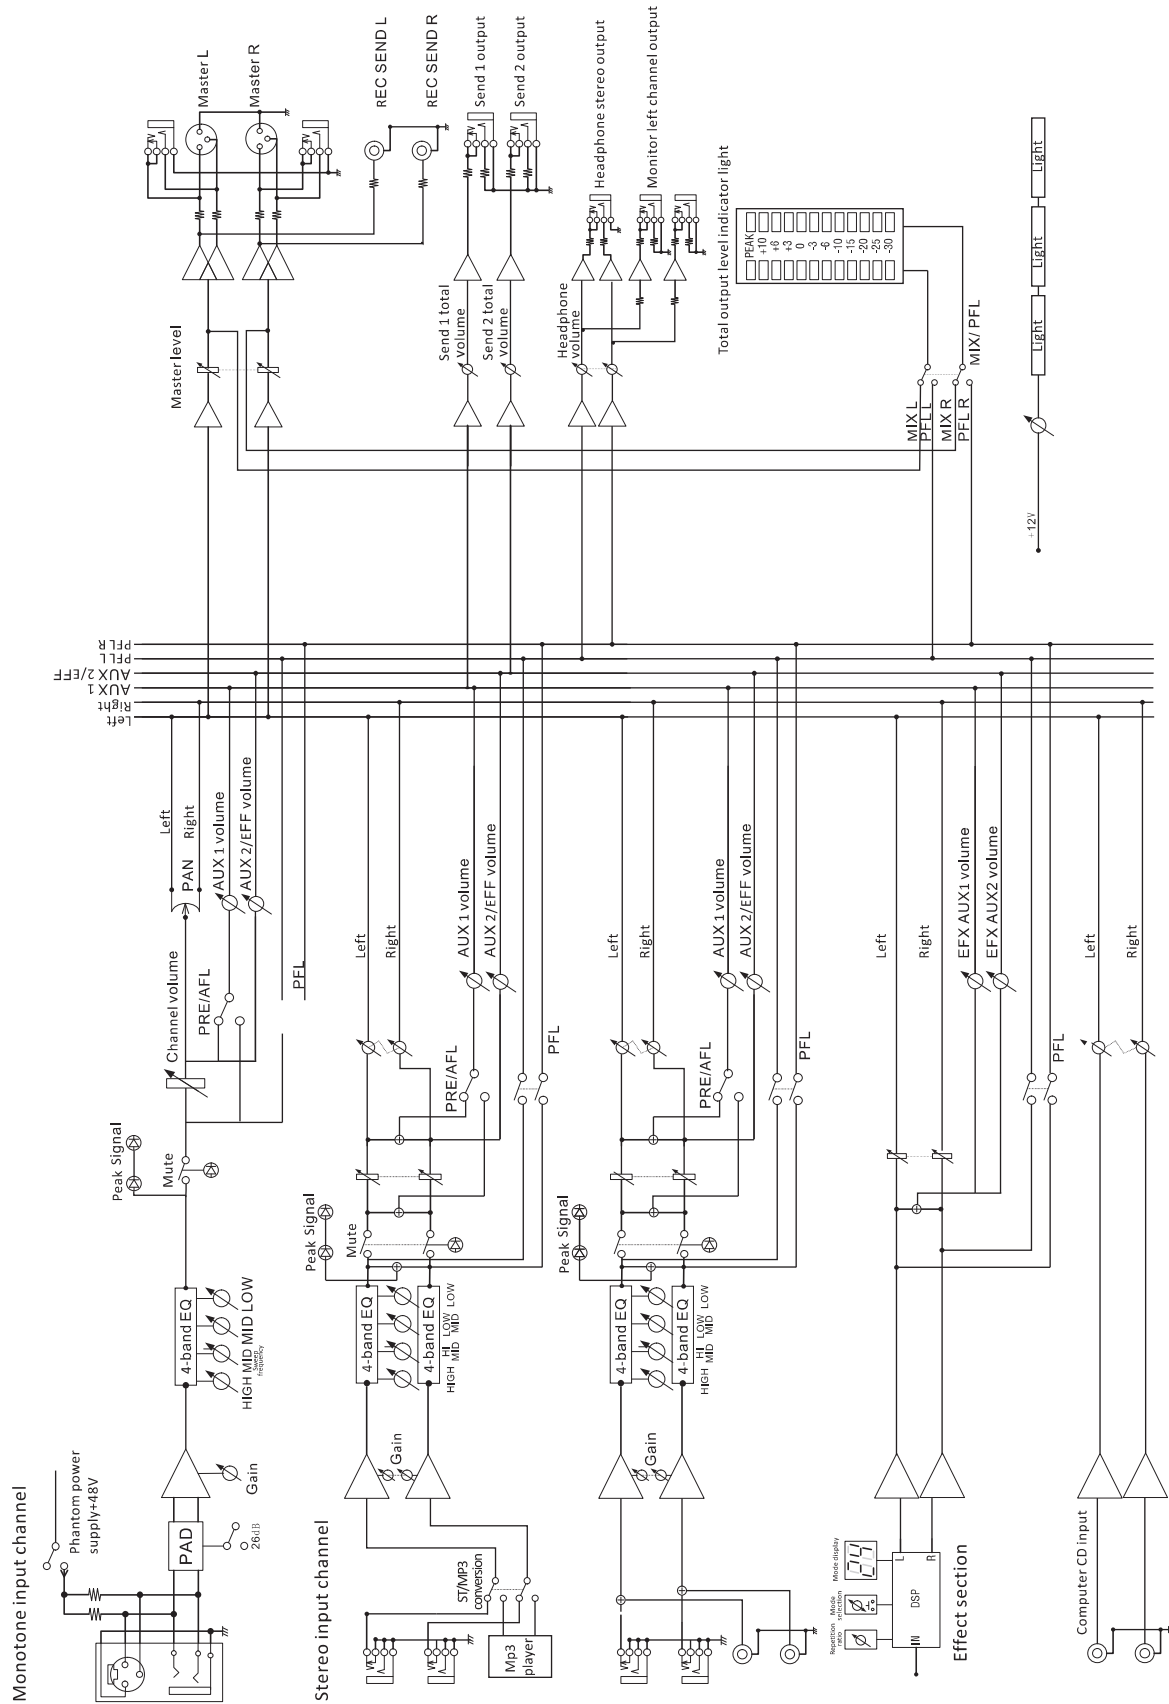 Monotone input channel
Phantom power
supply+48V
PAD
26dB
Gain
4-band EQ
HIGH MID MID LOW
Sweep
frequency
Peak Signal
Mute
Channel volume
PRE/AFL
PFL
PAN
Left
Right
AUX 1 volume
AUX 2/EFF volume
Stereo input channel
ST/MP3
conversion
Mp3
player
Gain
4-band EQ
4-band EQ
HIGH HI MID LOW MID LOW
Peak Signal
Mute
PRE/AFL
PFL
Left
Right
AUX 1 volume
AUX 2/EFF volume
Gain
4-band EQ
4-band EQ
HIGH HI MID LOW MID LOW
Peak Signal
PRE/AFL
PFL
Left
Right
AUX 1 volume
AUX 2/EFF volume
Effect section
Repetition
ratio
Mode
selection
Mode display
IN
DSP
L
R
Left
Right
EFX AUX1 volume
EFX AUX2 volume
PFL
Computer CD input
Left
Right
Left
Right
AUX 1
AUX 2/EFF
PFLL
PFLR
Master level
Master L
Master R
REC SEND L
REC SEND R
Send 1 total
volume
Send 2 total
volume
Send 1 output
Send 2 output
Headphone
volume
Headphone stereo output
Monitor left channel output
Total output level indicator light
PEAK
+10
+6
+3
0
-3
-6
-10
-15
-20
-25
-30
MIX L
PFL L
MIX R
PFL R
MIX/ PFL
+12V
Light
Light
Light